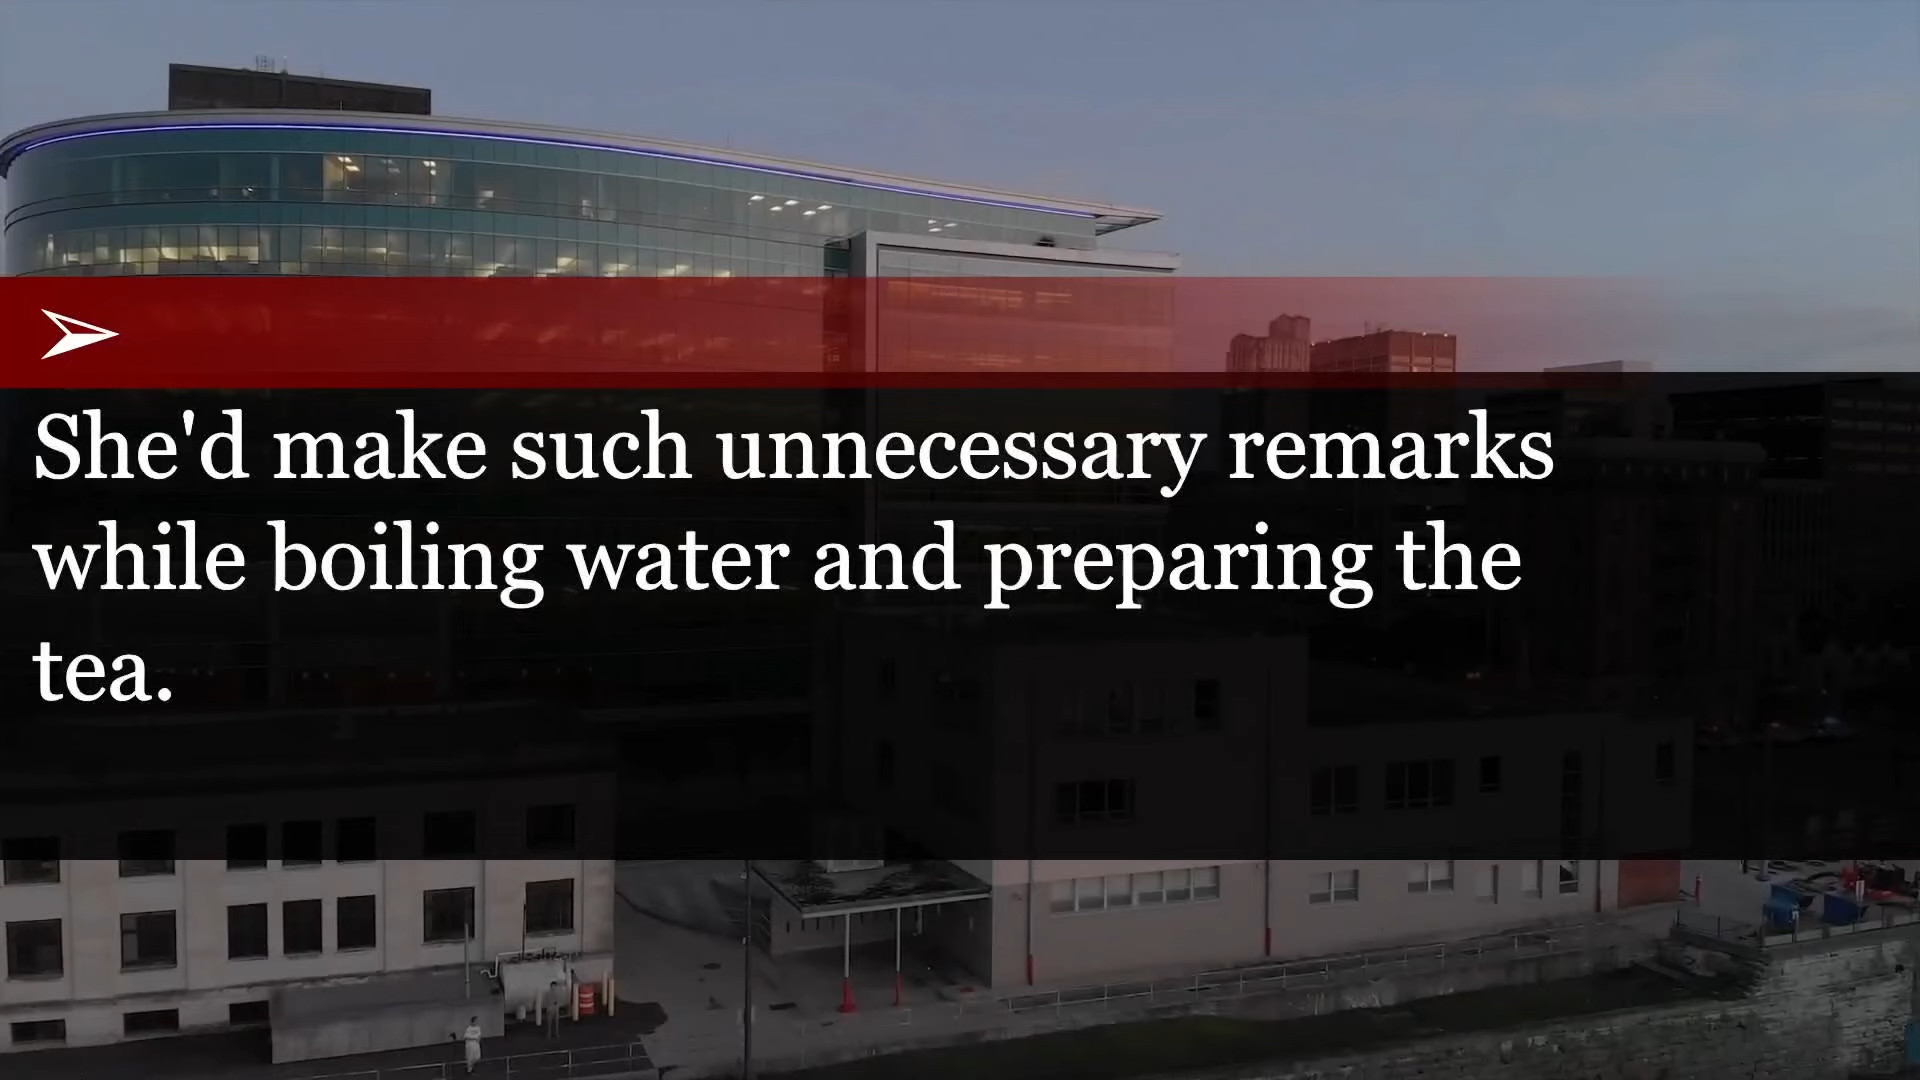 She'd make such unnecessary remarks
while boiling water and preparing the
tea.